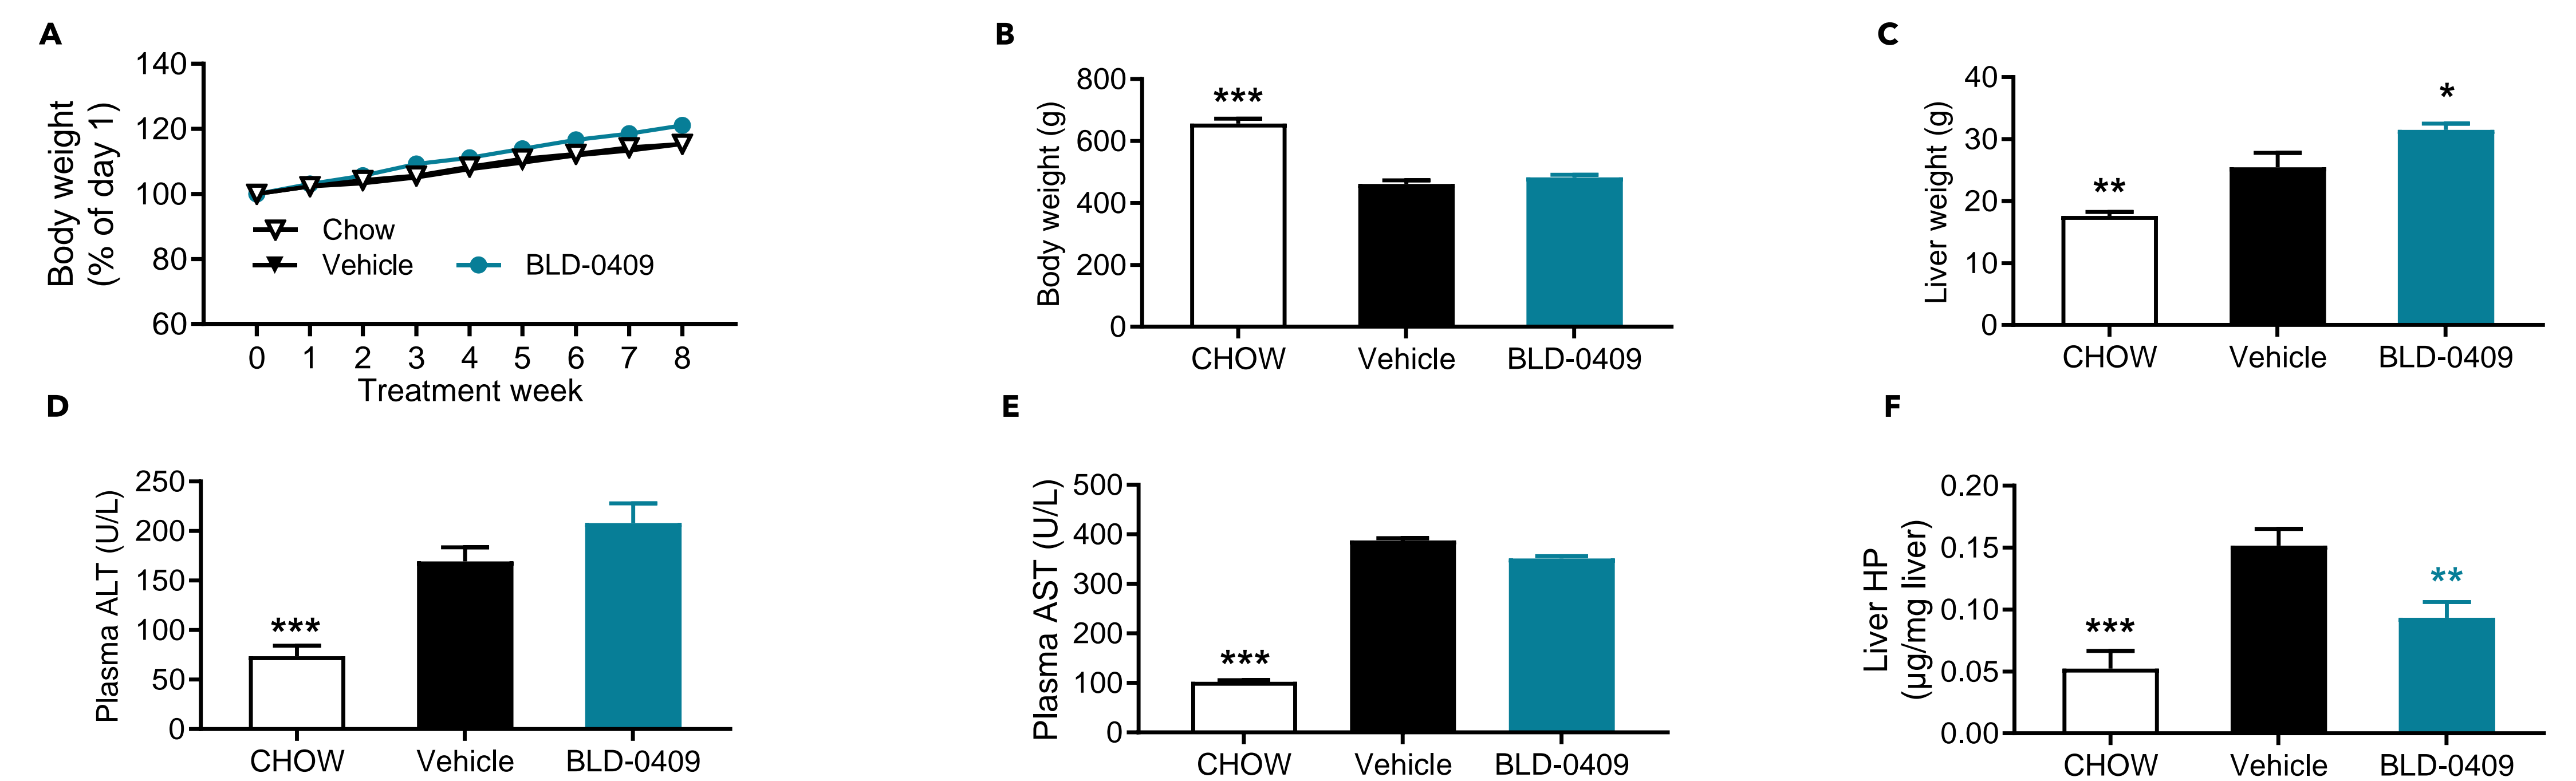 A
Body weight
(% of day 1)
140
120
100
80
60
Chow
Vehicle
BLD-0409
0 1 2 3 4 5 6 7 8
Treatment week
B
Body weight (g)
800
600
400
200
0
***
CHOW Vehicle BLD-0409
C
Liver weight (g)
40
30
20
10
0
**
*
CHOW Vehicle BLD-0409
D
Plasma ALT (U/L)
250
200
150
100
50
0
***
CHOW Vehicle BLD-0409
E
Plasma AST (U/L)
500
400
300
200
100
0
***
CHOW Vehicle BLD-0409
F
Liver HP
(µg/mg liver)
0.20
0.15
0.10
0.05
0.00
***
**
CHOW Vehicle BLD-0409